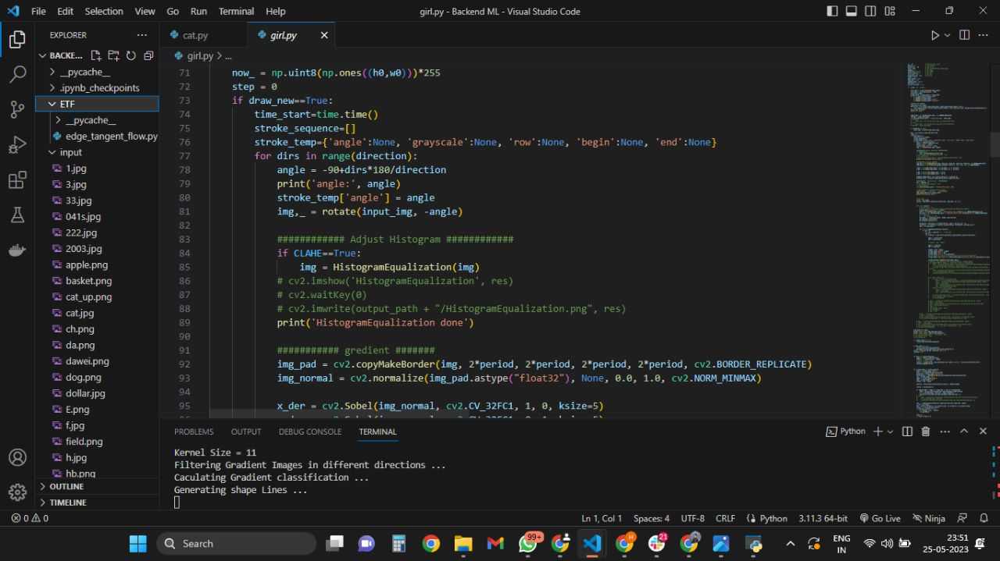 File Edit Selection View Go Run Terminal Help
girl.py - Backend ML - Visual Studio Code
EXPLORER
BACKE...
__pycache__
.ipynb_checkpoints
ETF
__pycache__
edge_tangent_flow.py
input
1.jpg
3.jpg
33.jpg
041s.jpg
222.jpg
2003.jpg
apple.png
basket.png
cat_up.png
cat.jpg
ch.png
da.png
dawei.png
dog.png
dollar.jpg
E.png
f.jpg
field.png
h.jpg
hb.png
OUTLINE
TIMELINE
cat.py
girl.py
girl.py > ...
71 now_ = np.uint8(np.ones((h0,w0)))*255
72 step = 0
73 if draw_new==True:
74 time_start=time.time()
75 stroke_sequence=[]
76 stroke_temp={'angle':None, 'grayscale':None, 'row':None, 'begin':None, 'end':None}
77 for dirs in range(direction):
78 angle = -90+dirs*180/direction
79 print('angle:', angle)
80 stroke_temp['angle'] = angle
81 img,_ = rotate(input_img, -angle)
82
83 ############ Adjust Histogram ############
84 if CLAHE==True:
85 img = HistogramEqualization(img)
86 # cv2.imshow('HistogramEqualization', res)
87 # cv2.waitKey(0)
88 # cv2.imwrite(output_path + "/HistogramEqualization.png", res)
89 print('HistogramEqualization done')
90
91 ########### gredient #######
92 img_pad = cv2.copyMakeBorder(img, 2*period, 2*period, 2*period, 2*period, cv2.BORDER_REPLICATE)
93 img_normal = cv2.normalize(img_pad.astype("float32"), None, 0.0, 1.0, cv2.NORM_MINMAX)
94
95 x_der = cv2.Sobel(img_normal, cv2.CV_32FC1, 1, 0, ksize=5)
PROBLEMS OUTPUT DEBUG CONSOLE TERMINAL
Python
Kernel Size = 11
Filtering Gradient Images in different directions ...
Caculating Gradient classification ...
Generating shape Lines ...
0 0
Ln 1, Col 1 Spaces: 4 UTF-8 CRLF Python 3.11.3 64-bit Go Live Ninja
Search
99+
H
21
ENG
IN
23:51
25-05-2023